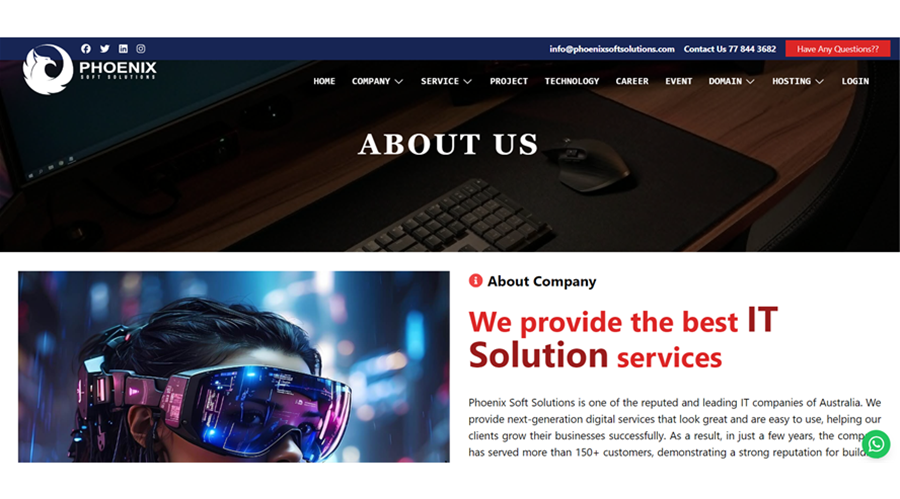 info@phoenixsoftsolutions.com Contact Us 77 844 3682 Have Any Questions??
PHOENIX
SOFT SOLUTIONS
HOME COMPANY SERVICE PROJECT TECHNOLOGY CAREER EVENT DOMAIN HOSTING LOGIN
ABOUT US
About Company
We provide the best IT
Solution services
Phoenix Soft Solutions is one of the reputed and leading IT companies of Australia. We
provide next-generation digital services that look great and are easy to use, helping our
clients grow their businesses successfully. As a result, in just a few years, the
has served more than 150+ customers, demonstrating a strong reputation for